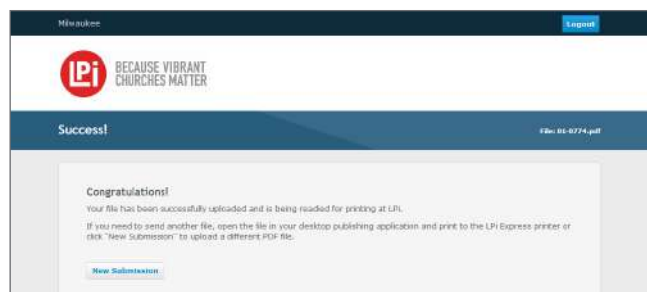 Milwaukee
Logout
LPi
BECAUSE VIBRANT
CHURCHES MATTER
Success!
File: 01-0774.pdf
Congratulations!
Your file has been successfully uploaded and is being readied for printing at LPi.
If you need to send another file, open the file in your desktop publishing application and print to the LPi Express printer or
click "New Submission" to upload a different PDF file.
New Submission